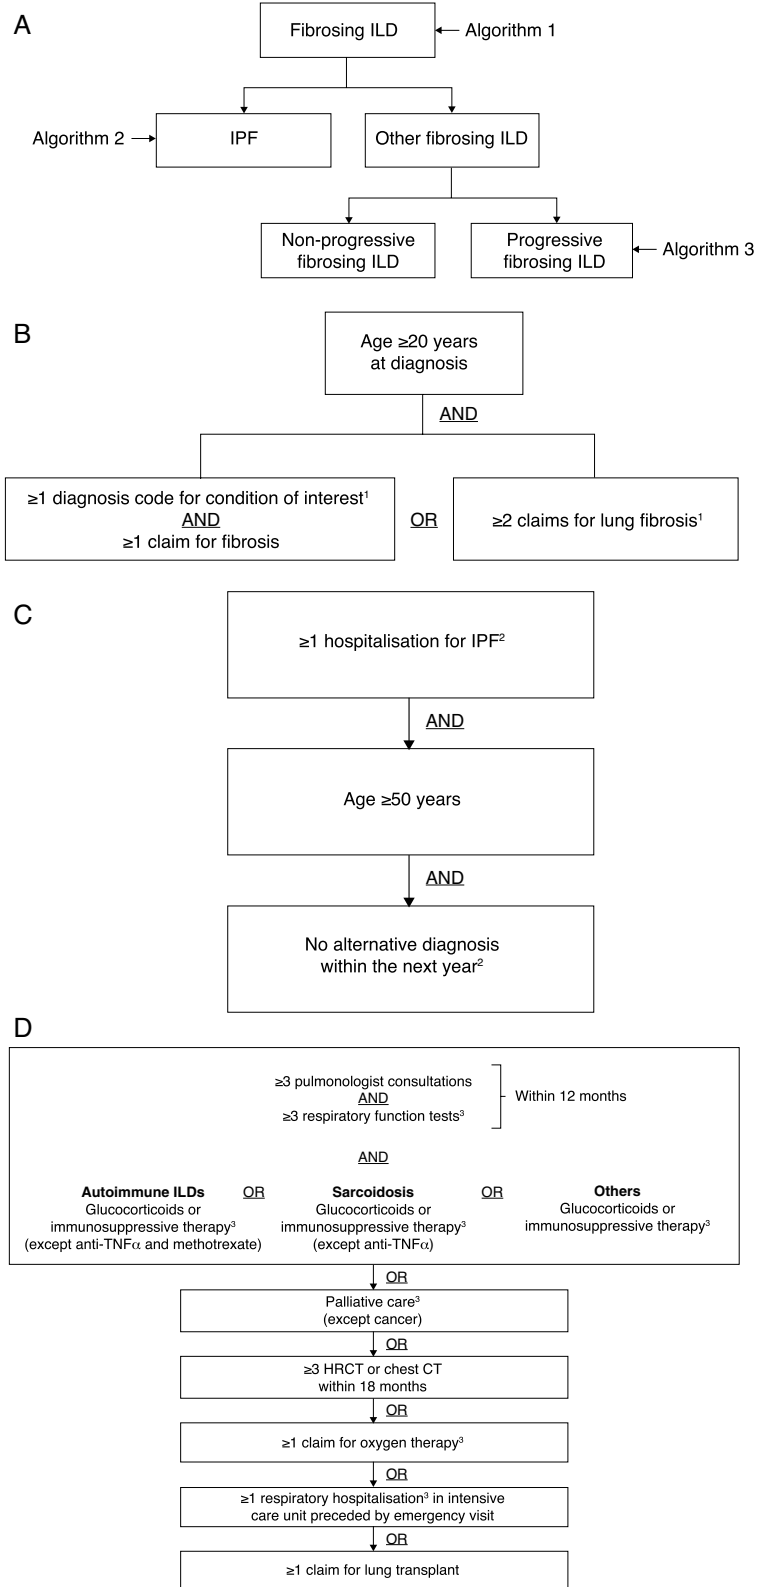 A
Fibrosing ILD
Algorithm 1
Algorithm 2
IPF
Other fibrosing ILD
Non-progressive
fibrosing ILD
Progressive
fibrosing ILD
Algorithm 3
B
Age ≥20 years
at diagnosis
AND
≥1 diagnosis code for condition of interest¹
AND
≥1 claim for fibrosis
OR
≥2 claims for lung fibrosis¹
C
≥1 hospitalisation for IPF²
AND
Age ≥50 years
AND
No alternative diagnosis
within the next year²
D
≥3 pulmonologist consultations
AND
≥3 respiratory function tests³
Within 12 months
AND
Autoimmune ILDs
Glucocorticoids or
immunosuppressive therapy³
(except anti-TNFα and methotrexate)
OR
Sarcoidosis
Glucocorticoids or
immunosuppressive therapy³
(except anti-TNFα)
OR
Others
Glucocorticoids or
immunosuppressive therapy³
OR
Palliative care³
(except cancer)
OR
≥3 HRCT or chest CT
within 18 months
OR
≥1 claim for oxygen therapy³
OR
≥1 respiratory hospitalisation³ in intensive
care unit preceded by emergency visit
OR
≥1 claim for lung transplant